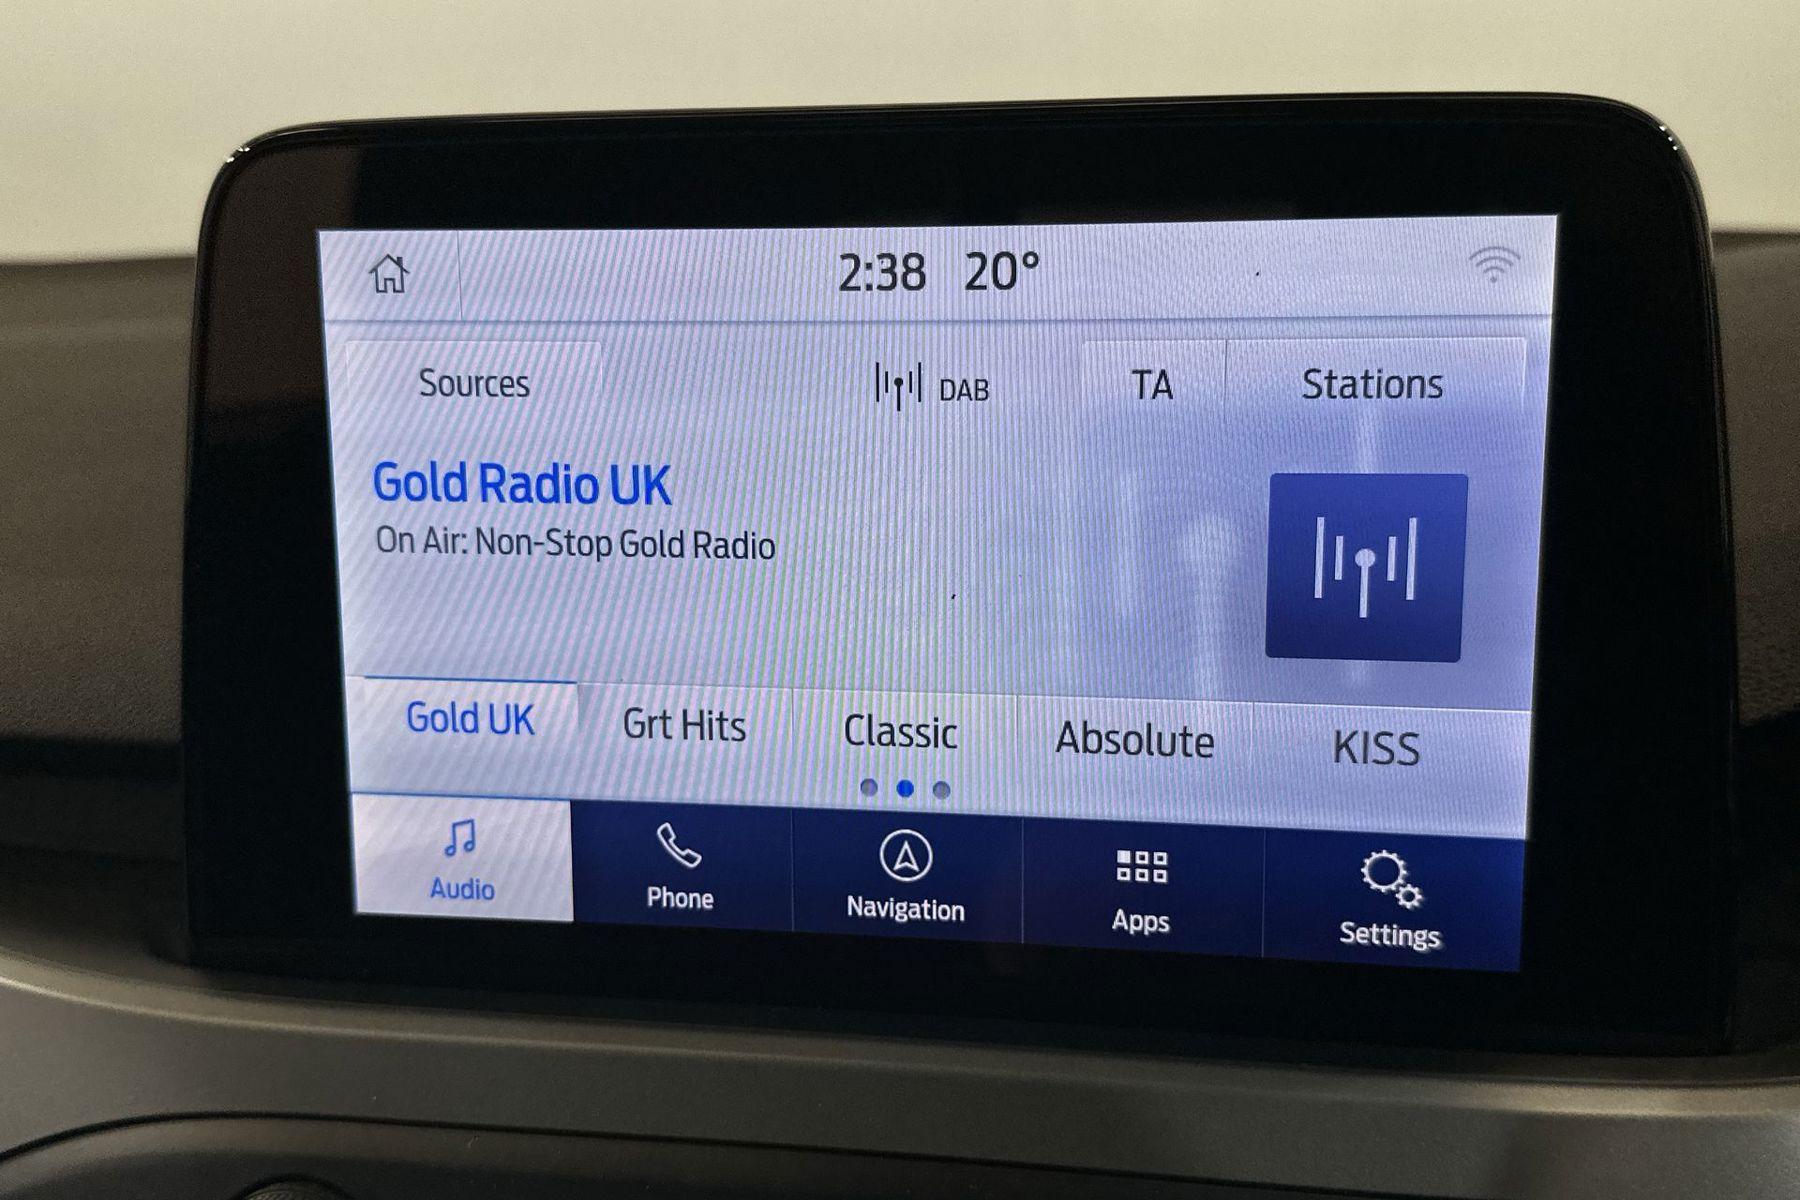 2:38 20°
Sources DAB TA Stations
Gold Radio UK
On Air: Non-Stop Gold Radio
Gold UK Grt Hits Classic Absolute KISS
Audio Phone Navigation Apps Settings